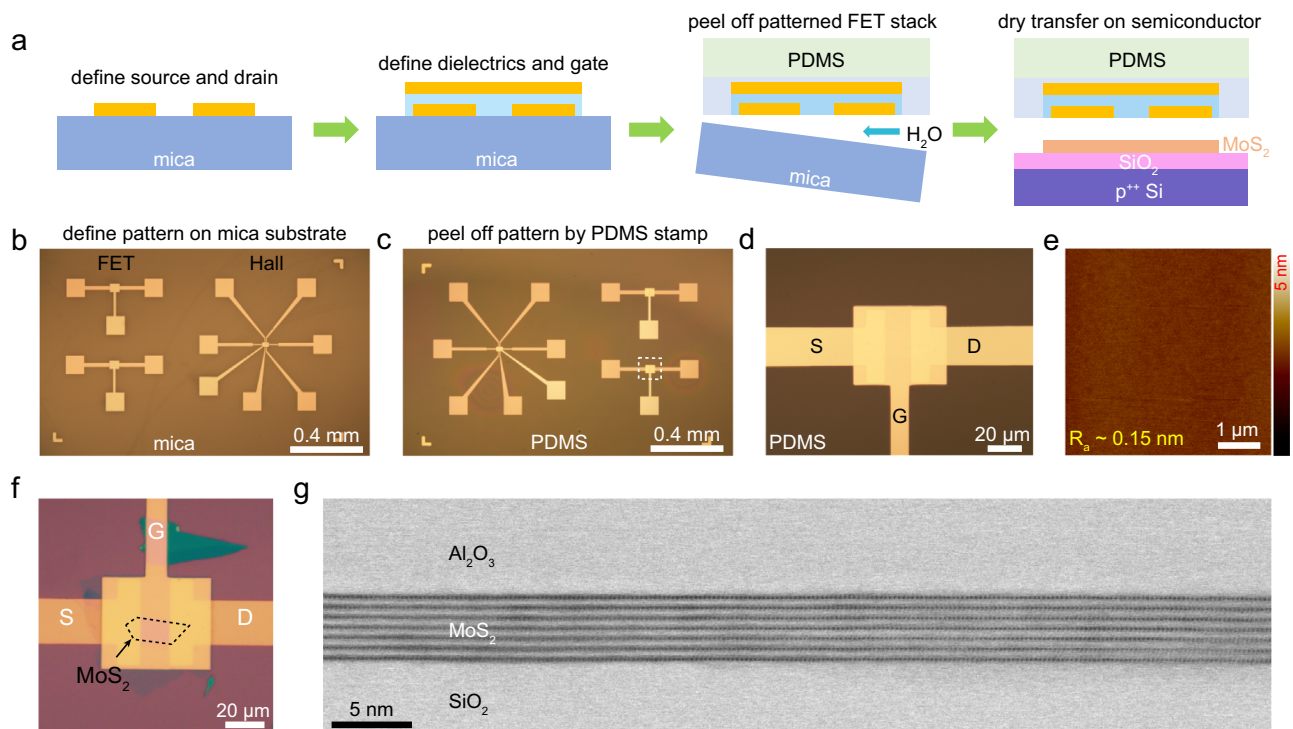 a
define source and drain
mica
define dielectrics and gate
mica
peel off patterned FET stack
PDMS
H₂O
mica
dry transfer on semiconductor
PDMS
MoS₂
SiO₂
p⁺⁺ Si
b
define pattern on mica substrate
FET
Hall
mica
0.4 mm
c
peel off pattern by PDMS stamp
PDMS
0.4 mm
d
S
D
G
PDMS
20 µm
e
5 nm
Rₐ ~ 0.15 nm
1 µm
f
G
S
D
MoS₂
20 µm
g
Al₂O₃
MoS₂
SiO₂
5 nm